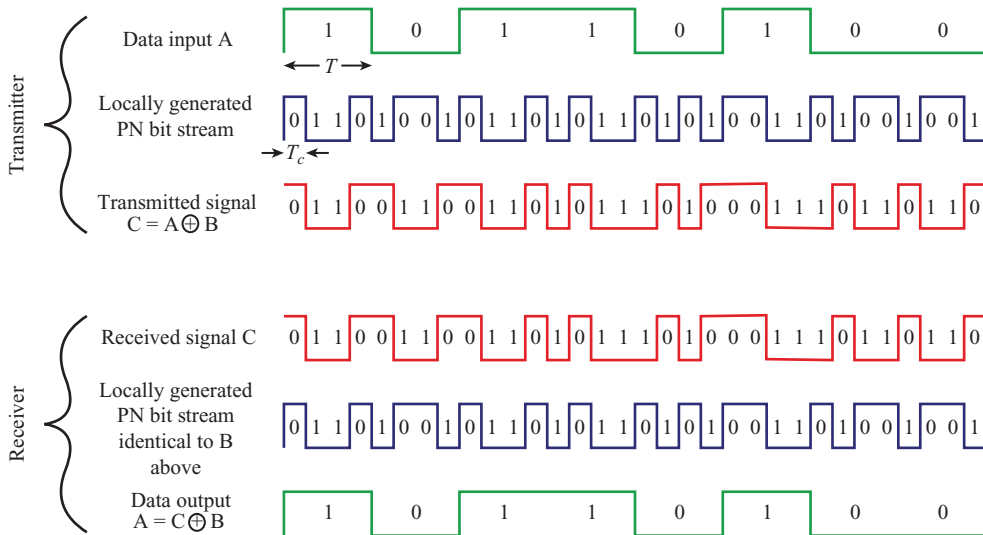 Transmitter
Data input A
1 0 1 1 0 1 0 0
T
Locally generated
PN bit stream
0 1 1 0 1 0 0 1 0 1 1 0 1 0 1 1 0 1 0 1 0 0 1 1 0 1 0 0 1 0 0 1
T_c
Transmitted signal
C = A ⊕ B
0 1 1 0 0 1 1 0 0 1 1 0 1 0 1 1 1 0 1 0 0 0 1 1 1 0 1 1 0 1 1 0
Receiver
Received signal C
0 1 1 0 0 1 1 0 0 1 1 0 1 0 1 1 1 0 1 0 0 0 1 1 1 0 1 1 0 1 1 0
Locally generated
PN bit stream
identical to B
above
0 1 1 0 1 0 0 1 0 1 1 0 1 0 1 1 0 1 0 1 0 0 1 1 0 1 0 0 1 0 0 1
Data output
A = C ⊕ B
1 0 1 1 0 1 0 0